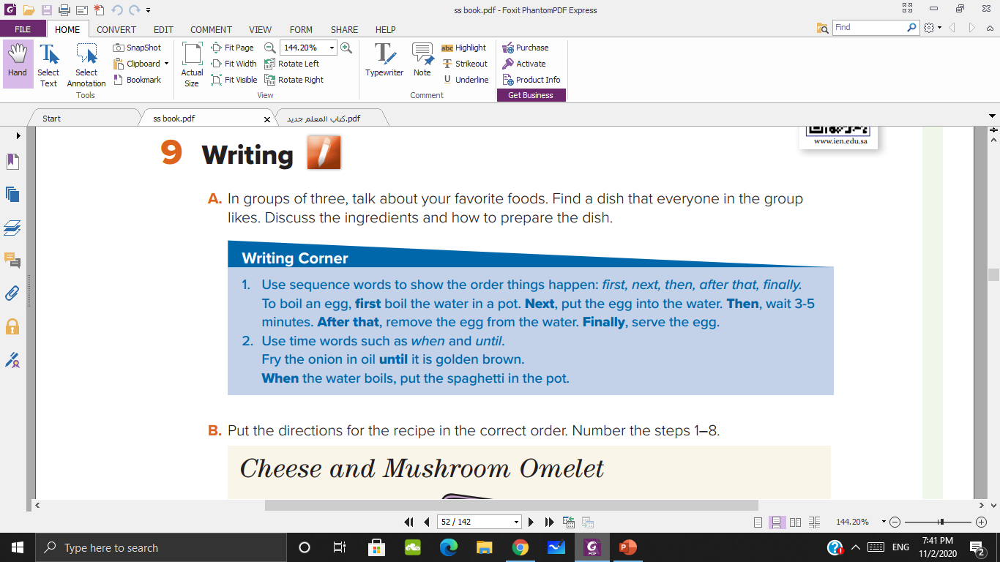 ss book.pdf - Foxit PhantomPDF Express
FILE HOME CONVERT EDIT COMMENT VIEW FORM SHARE HELP Find
Hand
Select Text
Select Annotation
SnapShot
Clipboard
Bookmark
Tools
Actual Size
Fit Page
Fit Width
Fit Visible
144.20%
Rotate Left
Rotate Right
View
Typewriter
Note
abc Highlight
T Strikeout
U Underline
Comment
Purchase
Activate
Product Info
Get Business
Start ss book.pdf كتاب المعلم جديد.pdf
www.ien.edu.sa
9 Writing
A. In groups of three, talk about your favorite foods. Find a dish that everyone in the group
likes. Discuss the ingredients and how to prepare the dish.
Writing Corner
1. Use sequence words to show the order things happen: first, next, then, after that, finally.
To boil an egg, first boil the water in a pot. Next, put the egg into the water. Then, wait 3-5
minutes. After that, remove the egg from the water. Finally, serve the egg.
2. Use time words such as when and until.
Fry the onion in oil until it is golden brown.
When the water boils, put the spaghetti in the pot.
B. Put the directions for the recipe in the correct order. Number the steps 1–8.
Cheese and Mushroom Omelet
52 / 142
144.20%
Type here to search
ENG
7:41 PM
11/2/2020
2